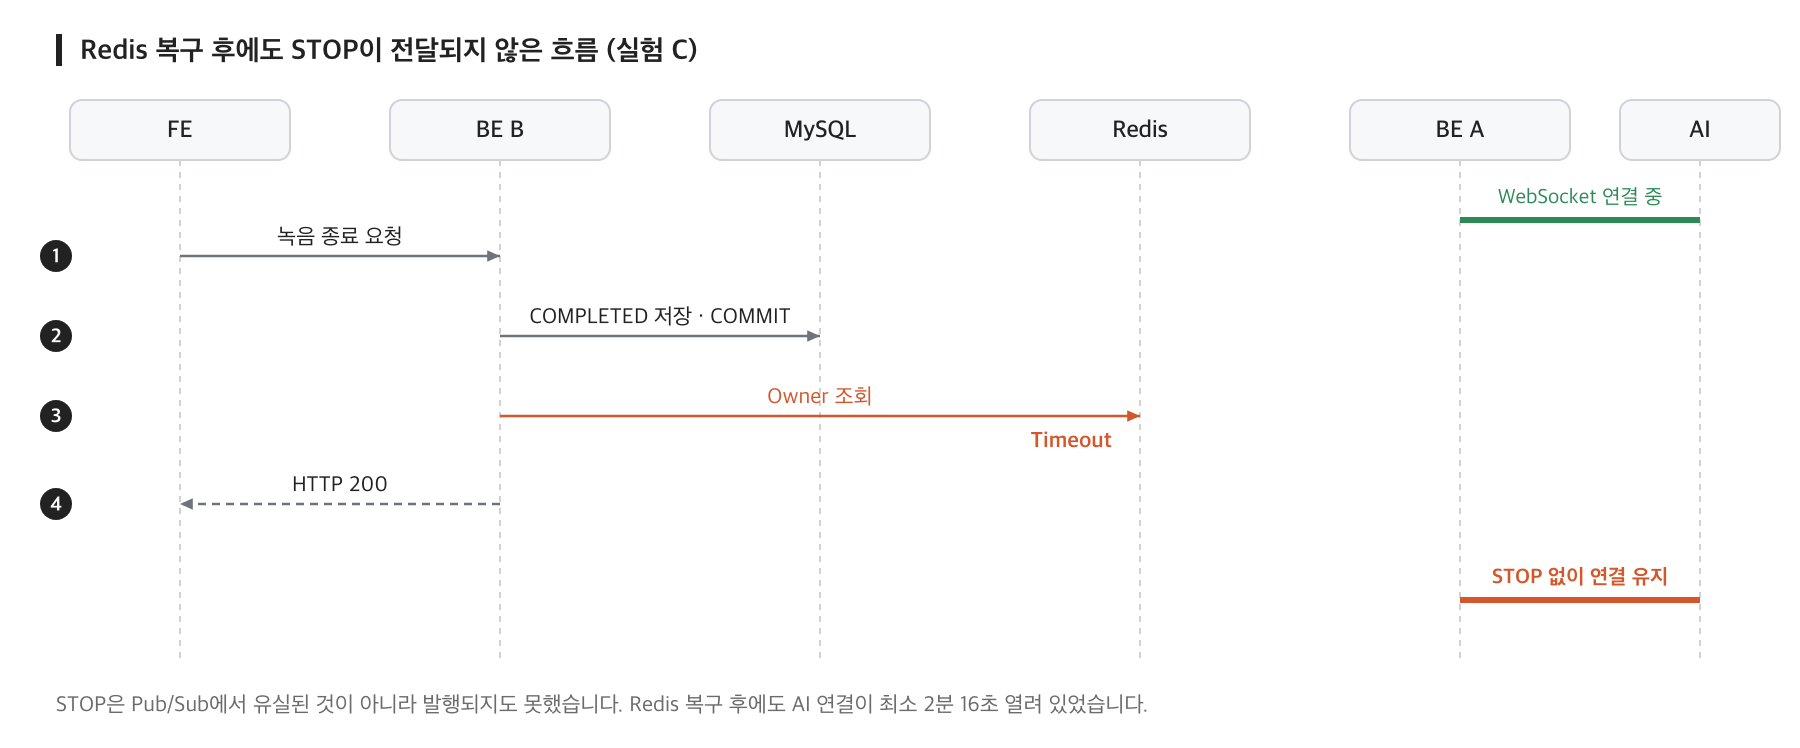 Redis 복구 후에도 STOP이 전달되지 않은 흐름 (실험 C)
FE
BE B
MySQL
Redis
BE A
AI
WebSocket 연결 중
1
녹음 종료 요청
2
COMPLETED 저장 · COMMIT
3
Owner 조회
Timeout
4
HTTP 200
STOP 없이 연결 유지
STOP은 Pub/Sub에서 유실된 것이 아니라 발행되지도 못했습니다. Redis 복구 후에도 AI 연결이 최소 2분 16초 열려 있었습니다.